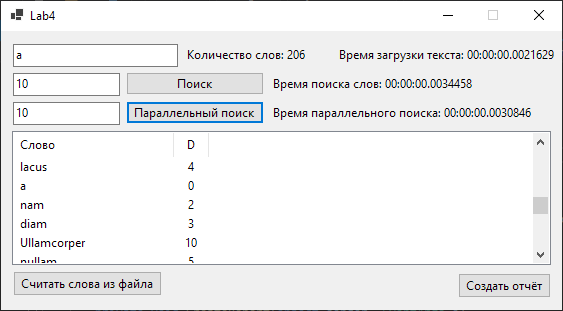 Lab4
a Количество слов: 206 Время загрузки текста: 00:00:00.0021629
10 Поиск Время поиска слов: 00:00:00.0034458
10 Параллельный поиск Время параллельного поиска: 00:00:00.0030846
Слово D
lacus 4
a 0
nam 2
diam 3
Ullamcorper 10
nullam 5
Считать слова из файла Создать отчёт